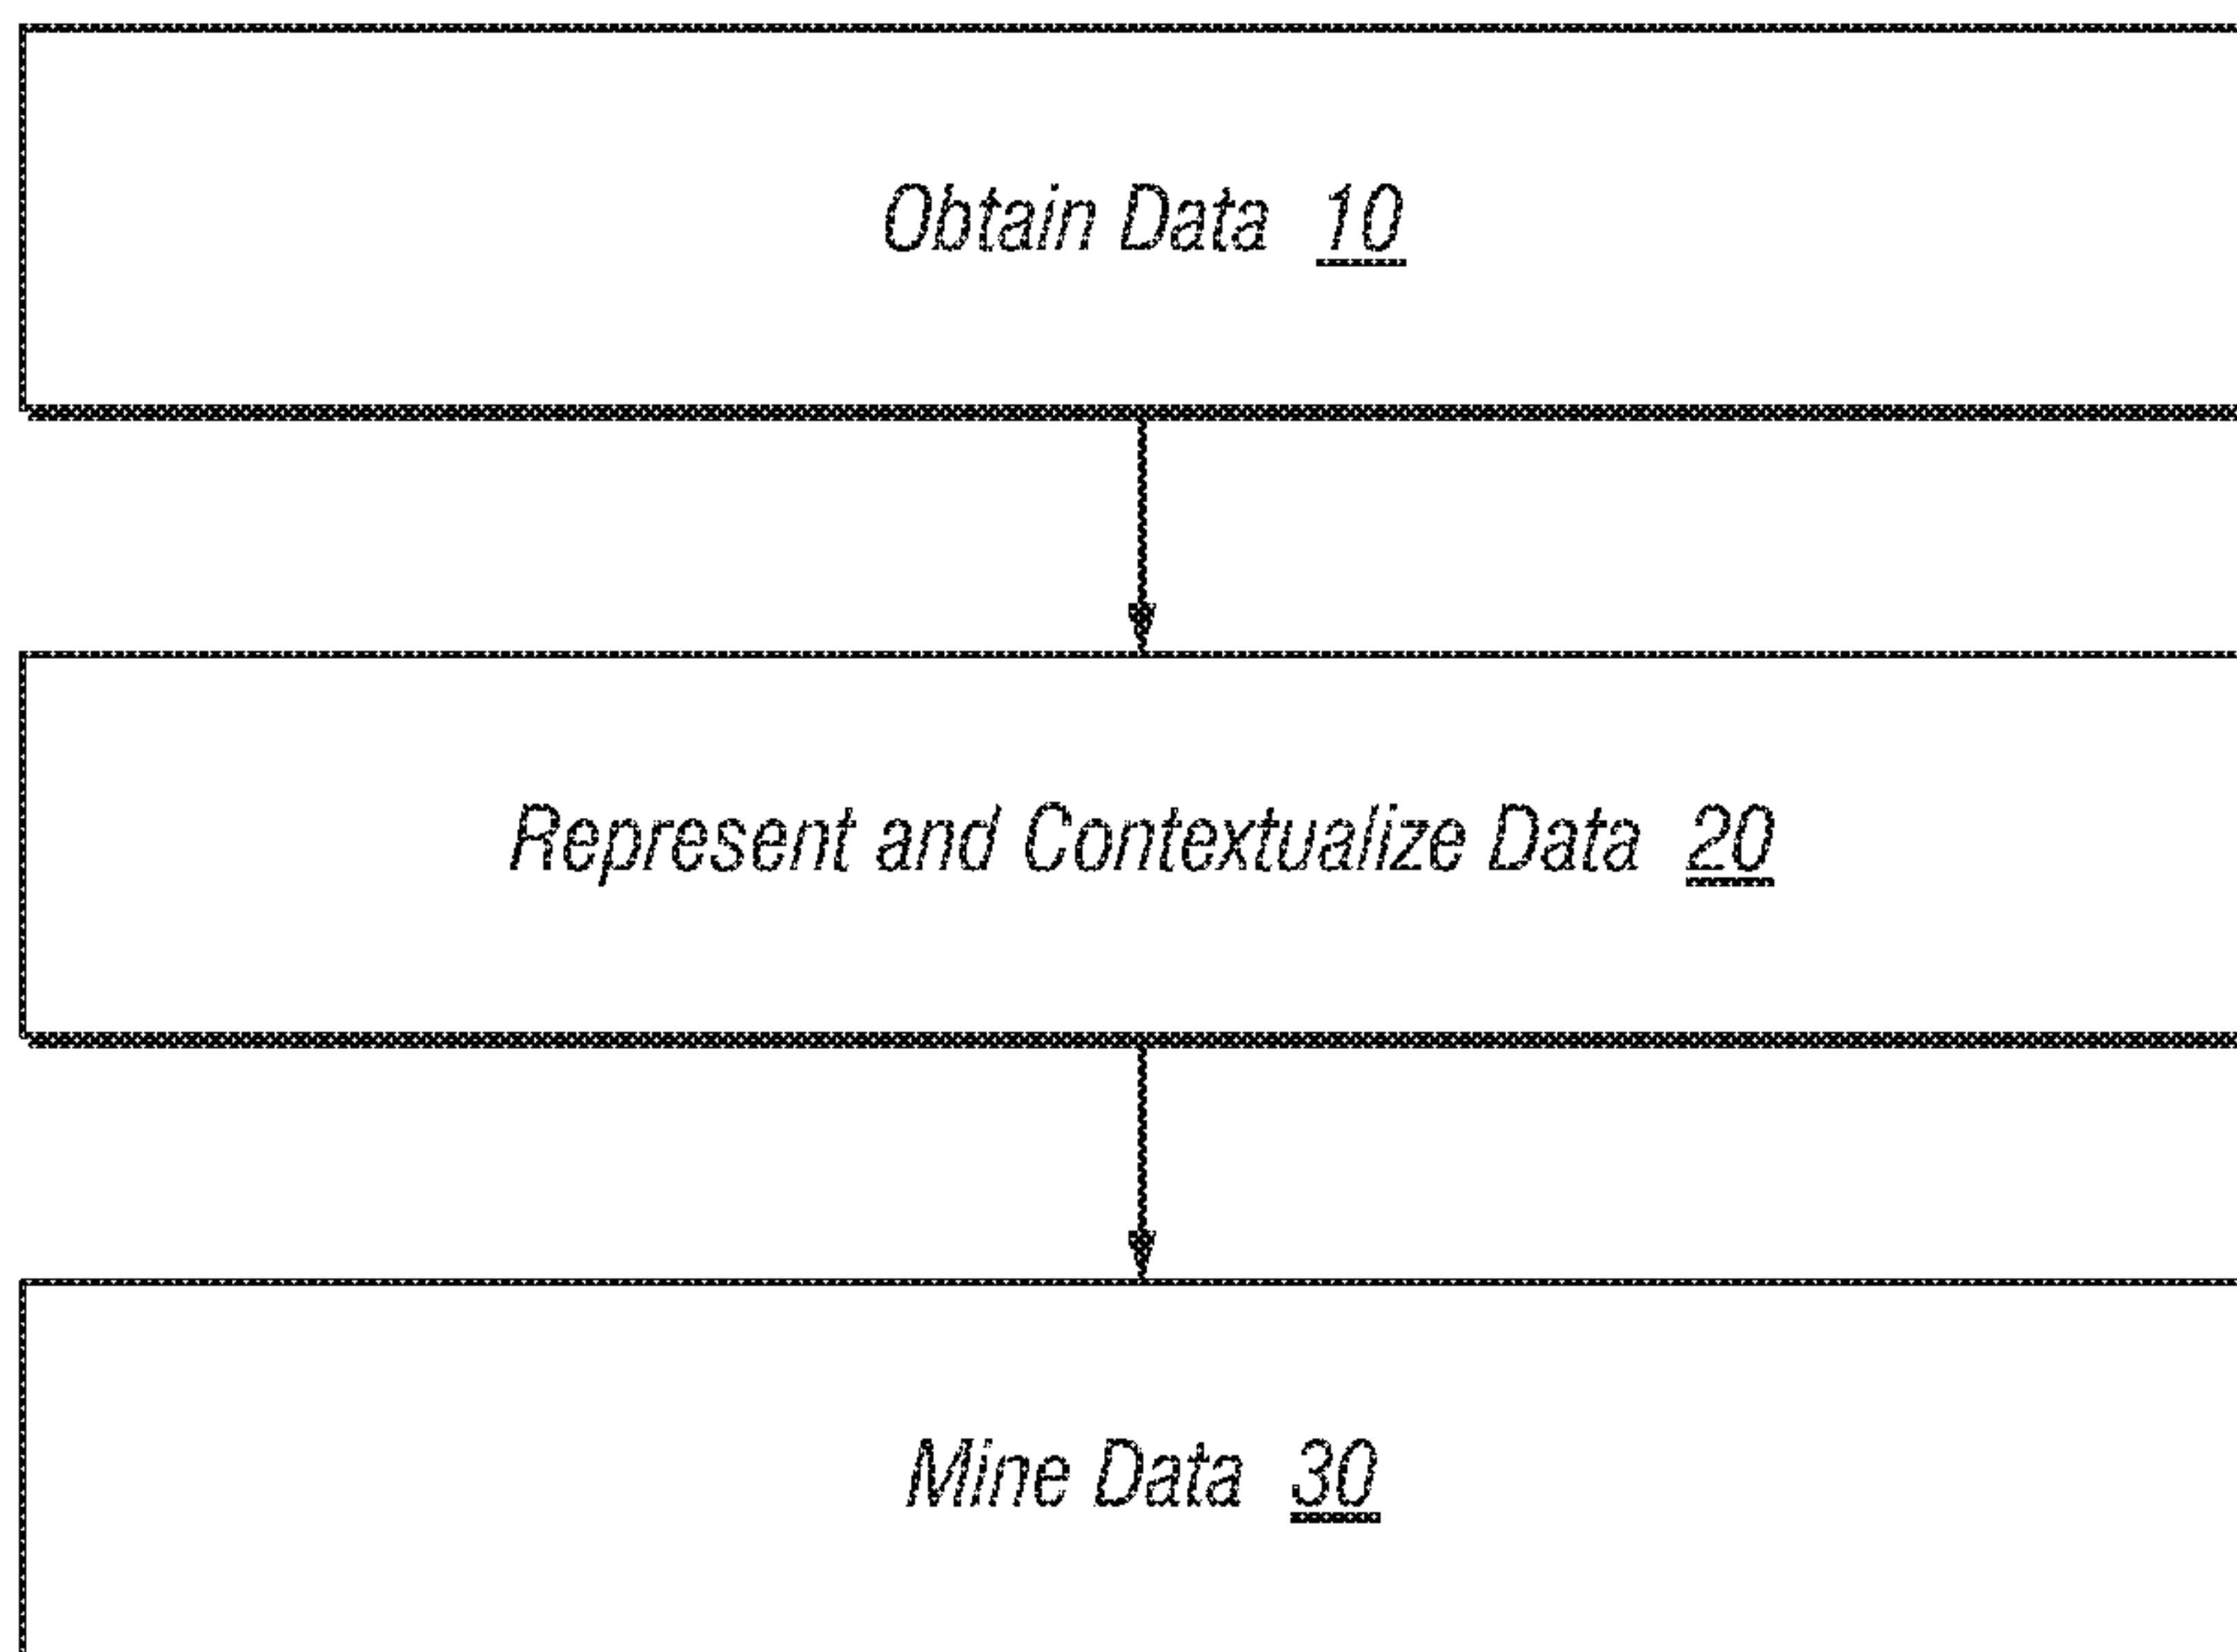 Obtain Data 10
Represent and Contextualize Data 20
Mine Data 30